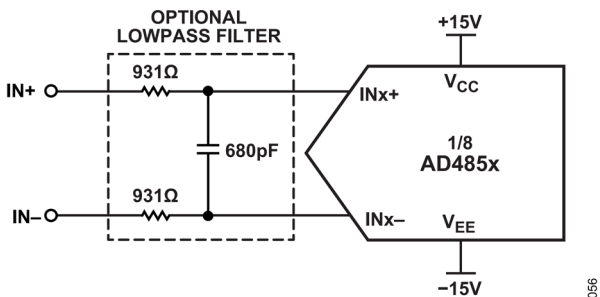 OPTIONAL
LOWPASS FILTER
+15V
931Ω
IN+
INx+
VCC
680pF
1/8
AD485x
931Ω
IN–
INx–
VEE
–15V
056